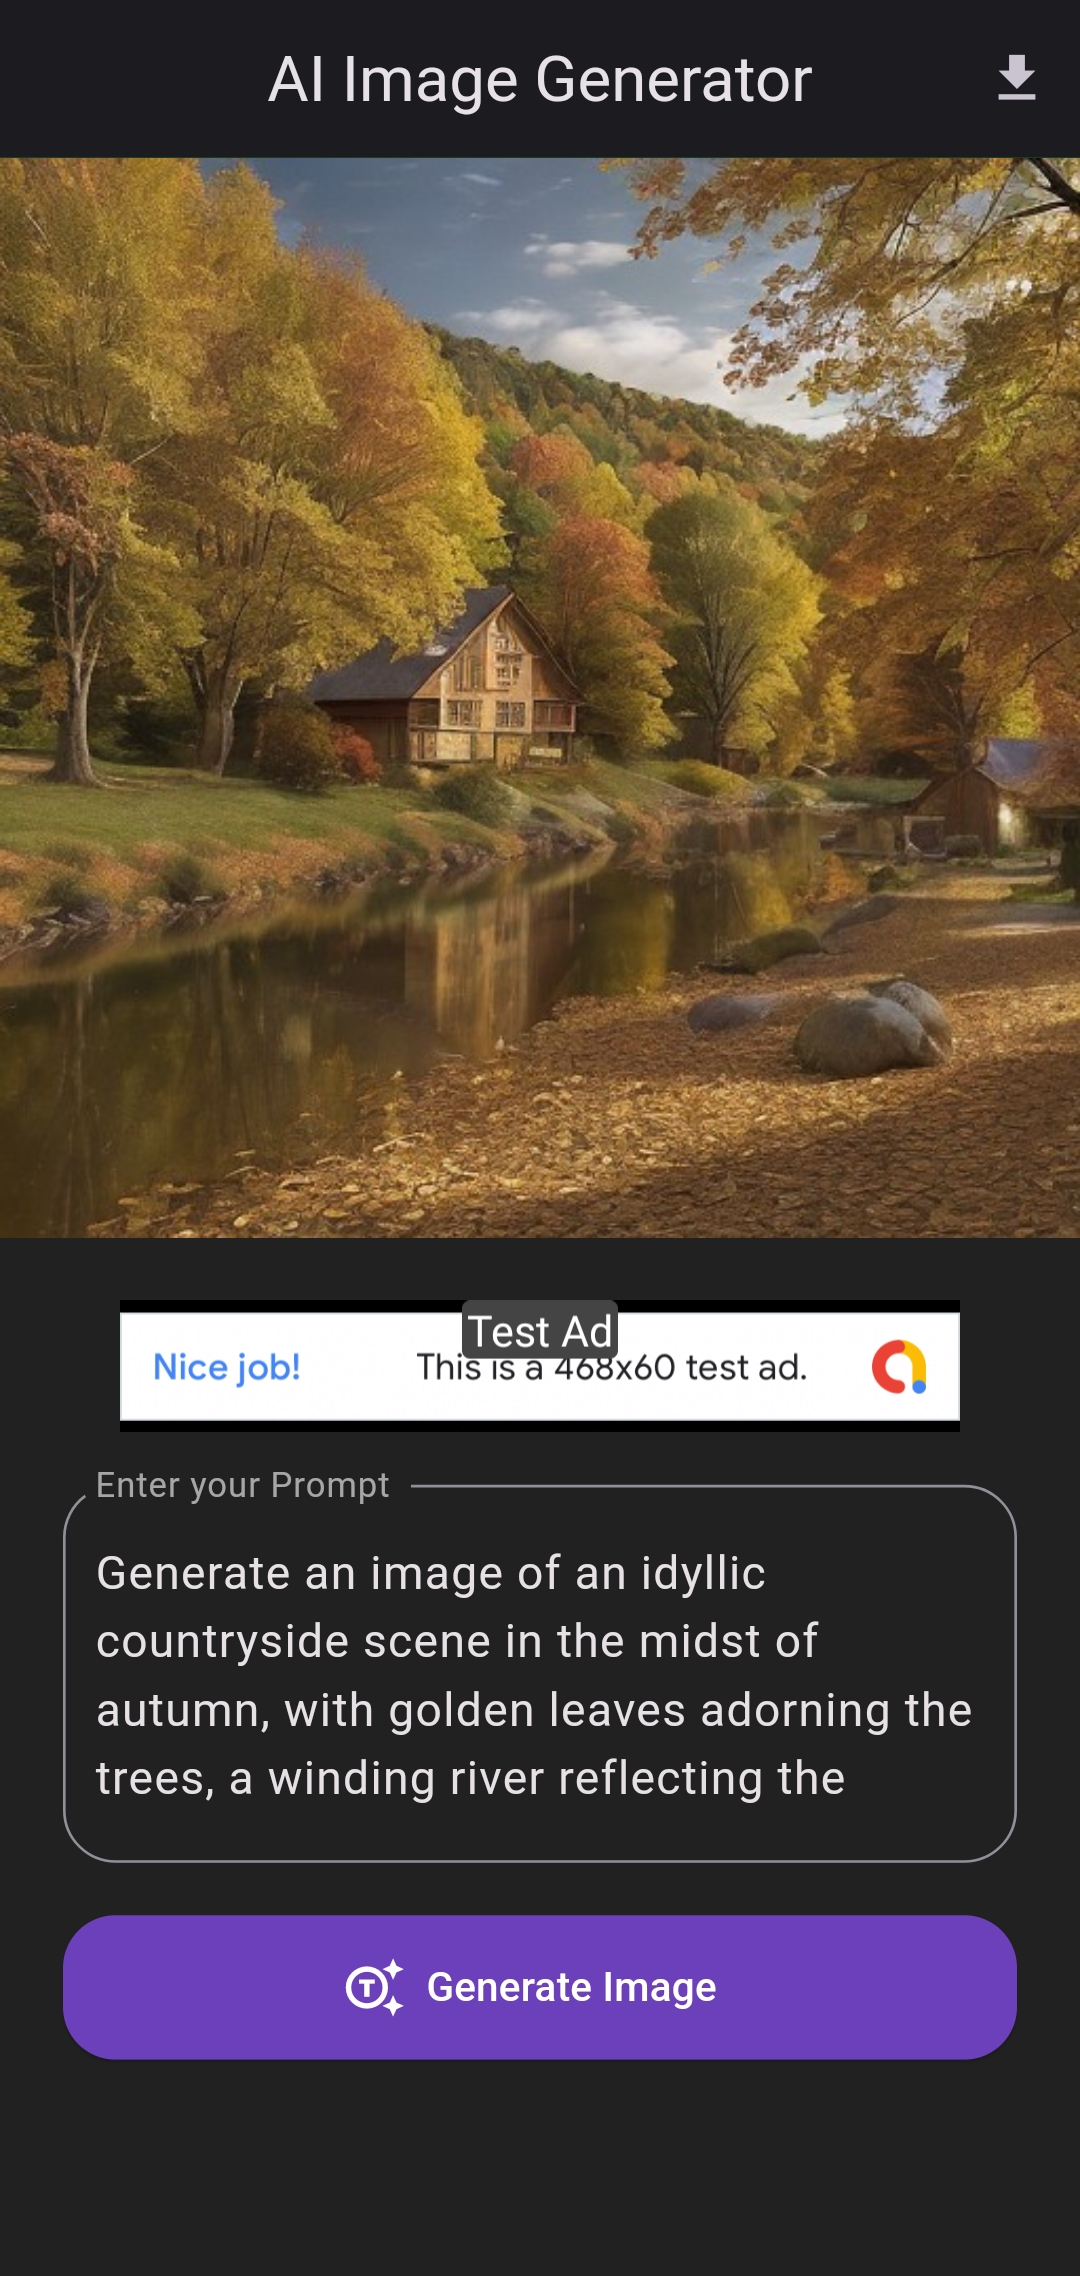 AI Image Generator
Test Ad
Nice job!
This is a 468x60 test ad.
Enter your Prompt
Generate an image of an idyllic
countryside scene in the midst of
autumn, with golden leaves adorning the
trees, a winding river reflecting the
T
Generate Image